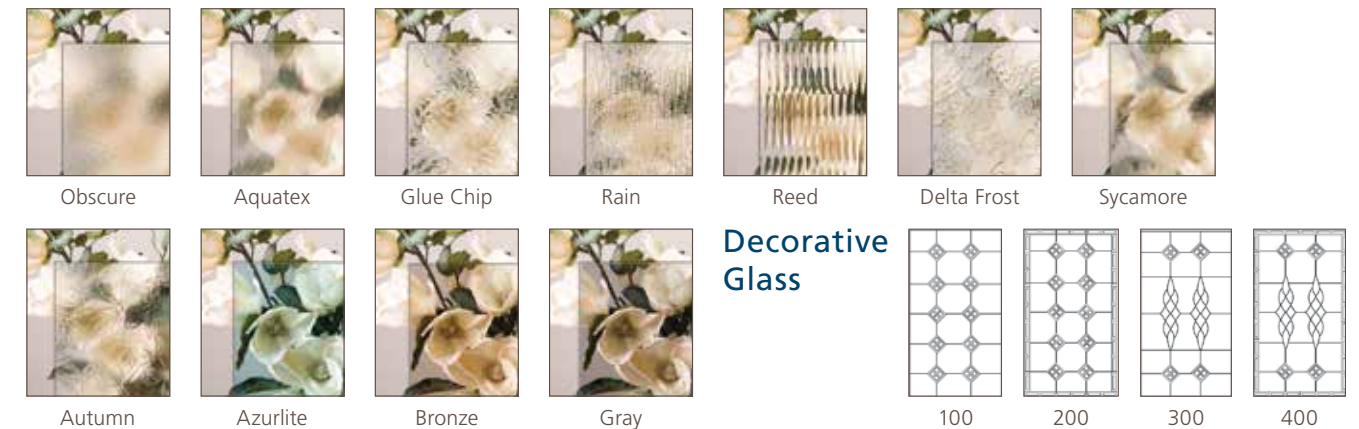 Obscure
Aquatex
Glue Chip
Rain
Reed
Delta Frost
Sycamore
Autumn
Azurlite
Bronze
Gray
Decorative
Glass
100
200
300
400